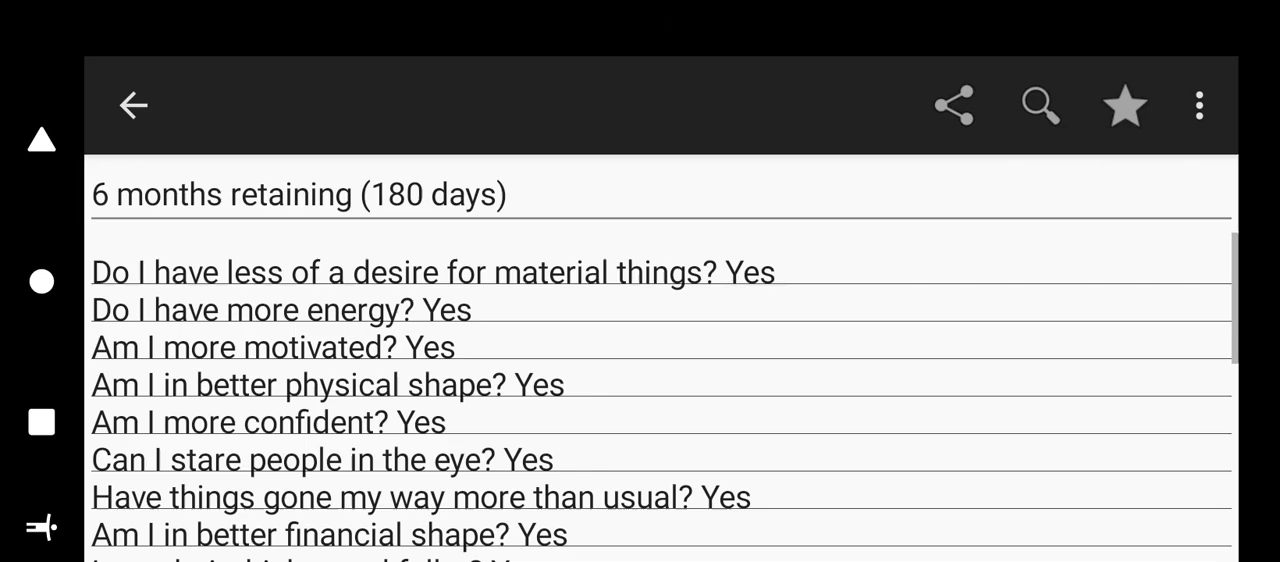 6 months retaining (180 days)
Do I have less of a desire for material things? Yes
Do I have more energy? Yes
Am I more motivated? Yes
Am I in better physical shape? Yes
Am I more confident? Yes
Can I stare people in the eye? Yes
Have things gone my way more than usual? Yes
Am I in better financial shape? Yes